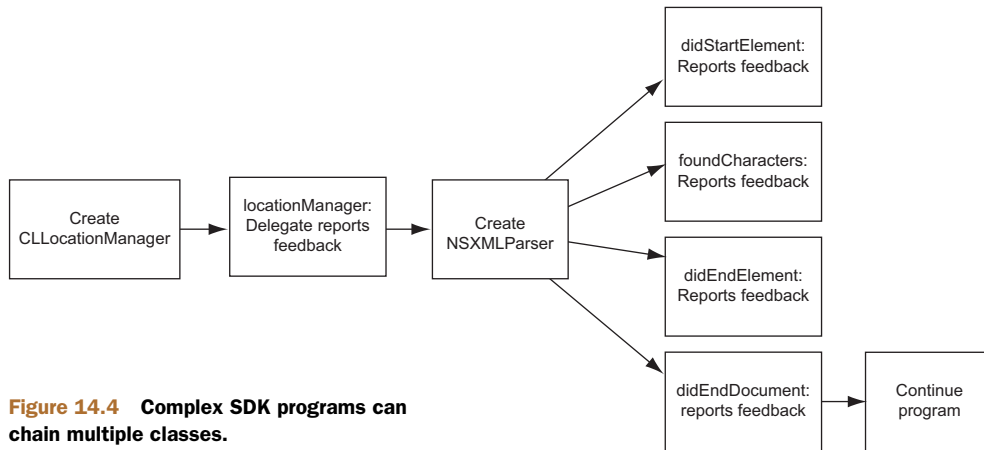 Create
CLLocationManager
locationManager:
Delegate reports
feedback
Create
NSXMLParser
didStartElement:
Reports feedback
foundCharacters:
Reports feedback
didEndElement:
Reports feedback
didEndDocument:
reports feedback
Continue
program
Figure 14.4 Complex SDK programs can
chain multiple classes.